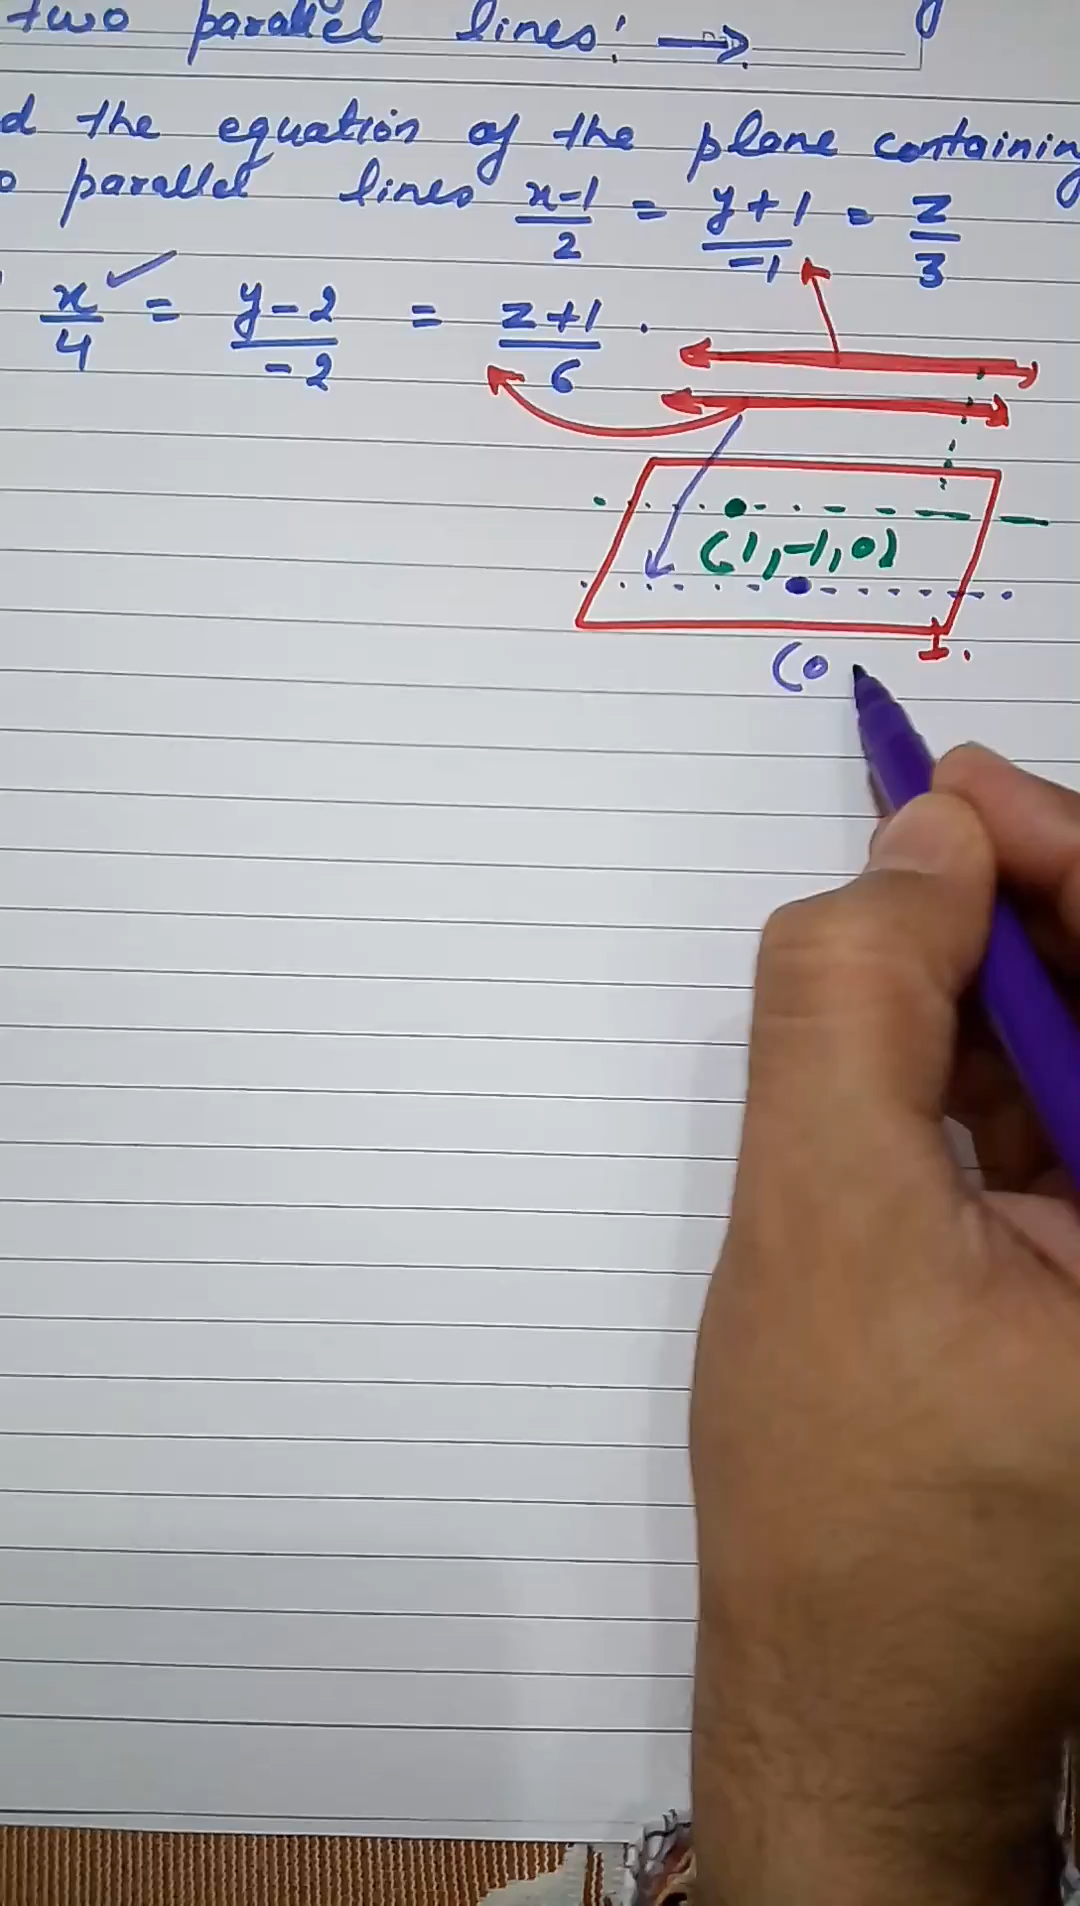 two parallel lines: →
d the equation of the plane containing
o parallel lines x-1/2 = y+1/-1 = z/3
x/4 = y-2/-2 = z+1/6 .
(1,-1,0)
(0